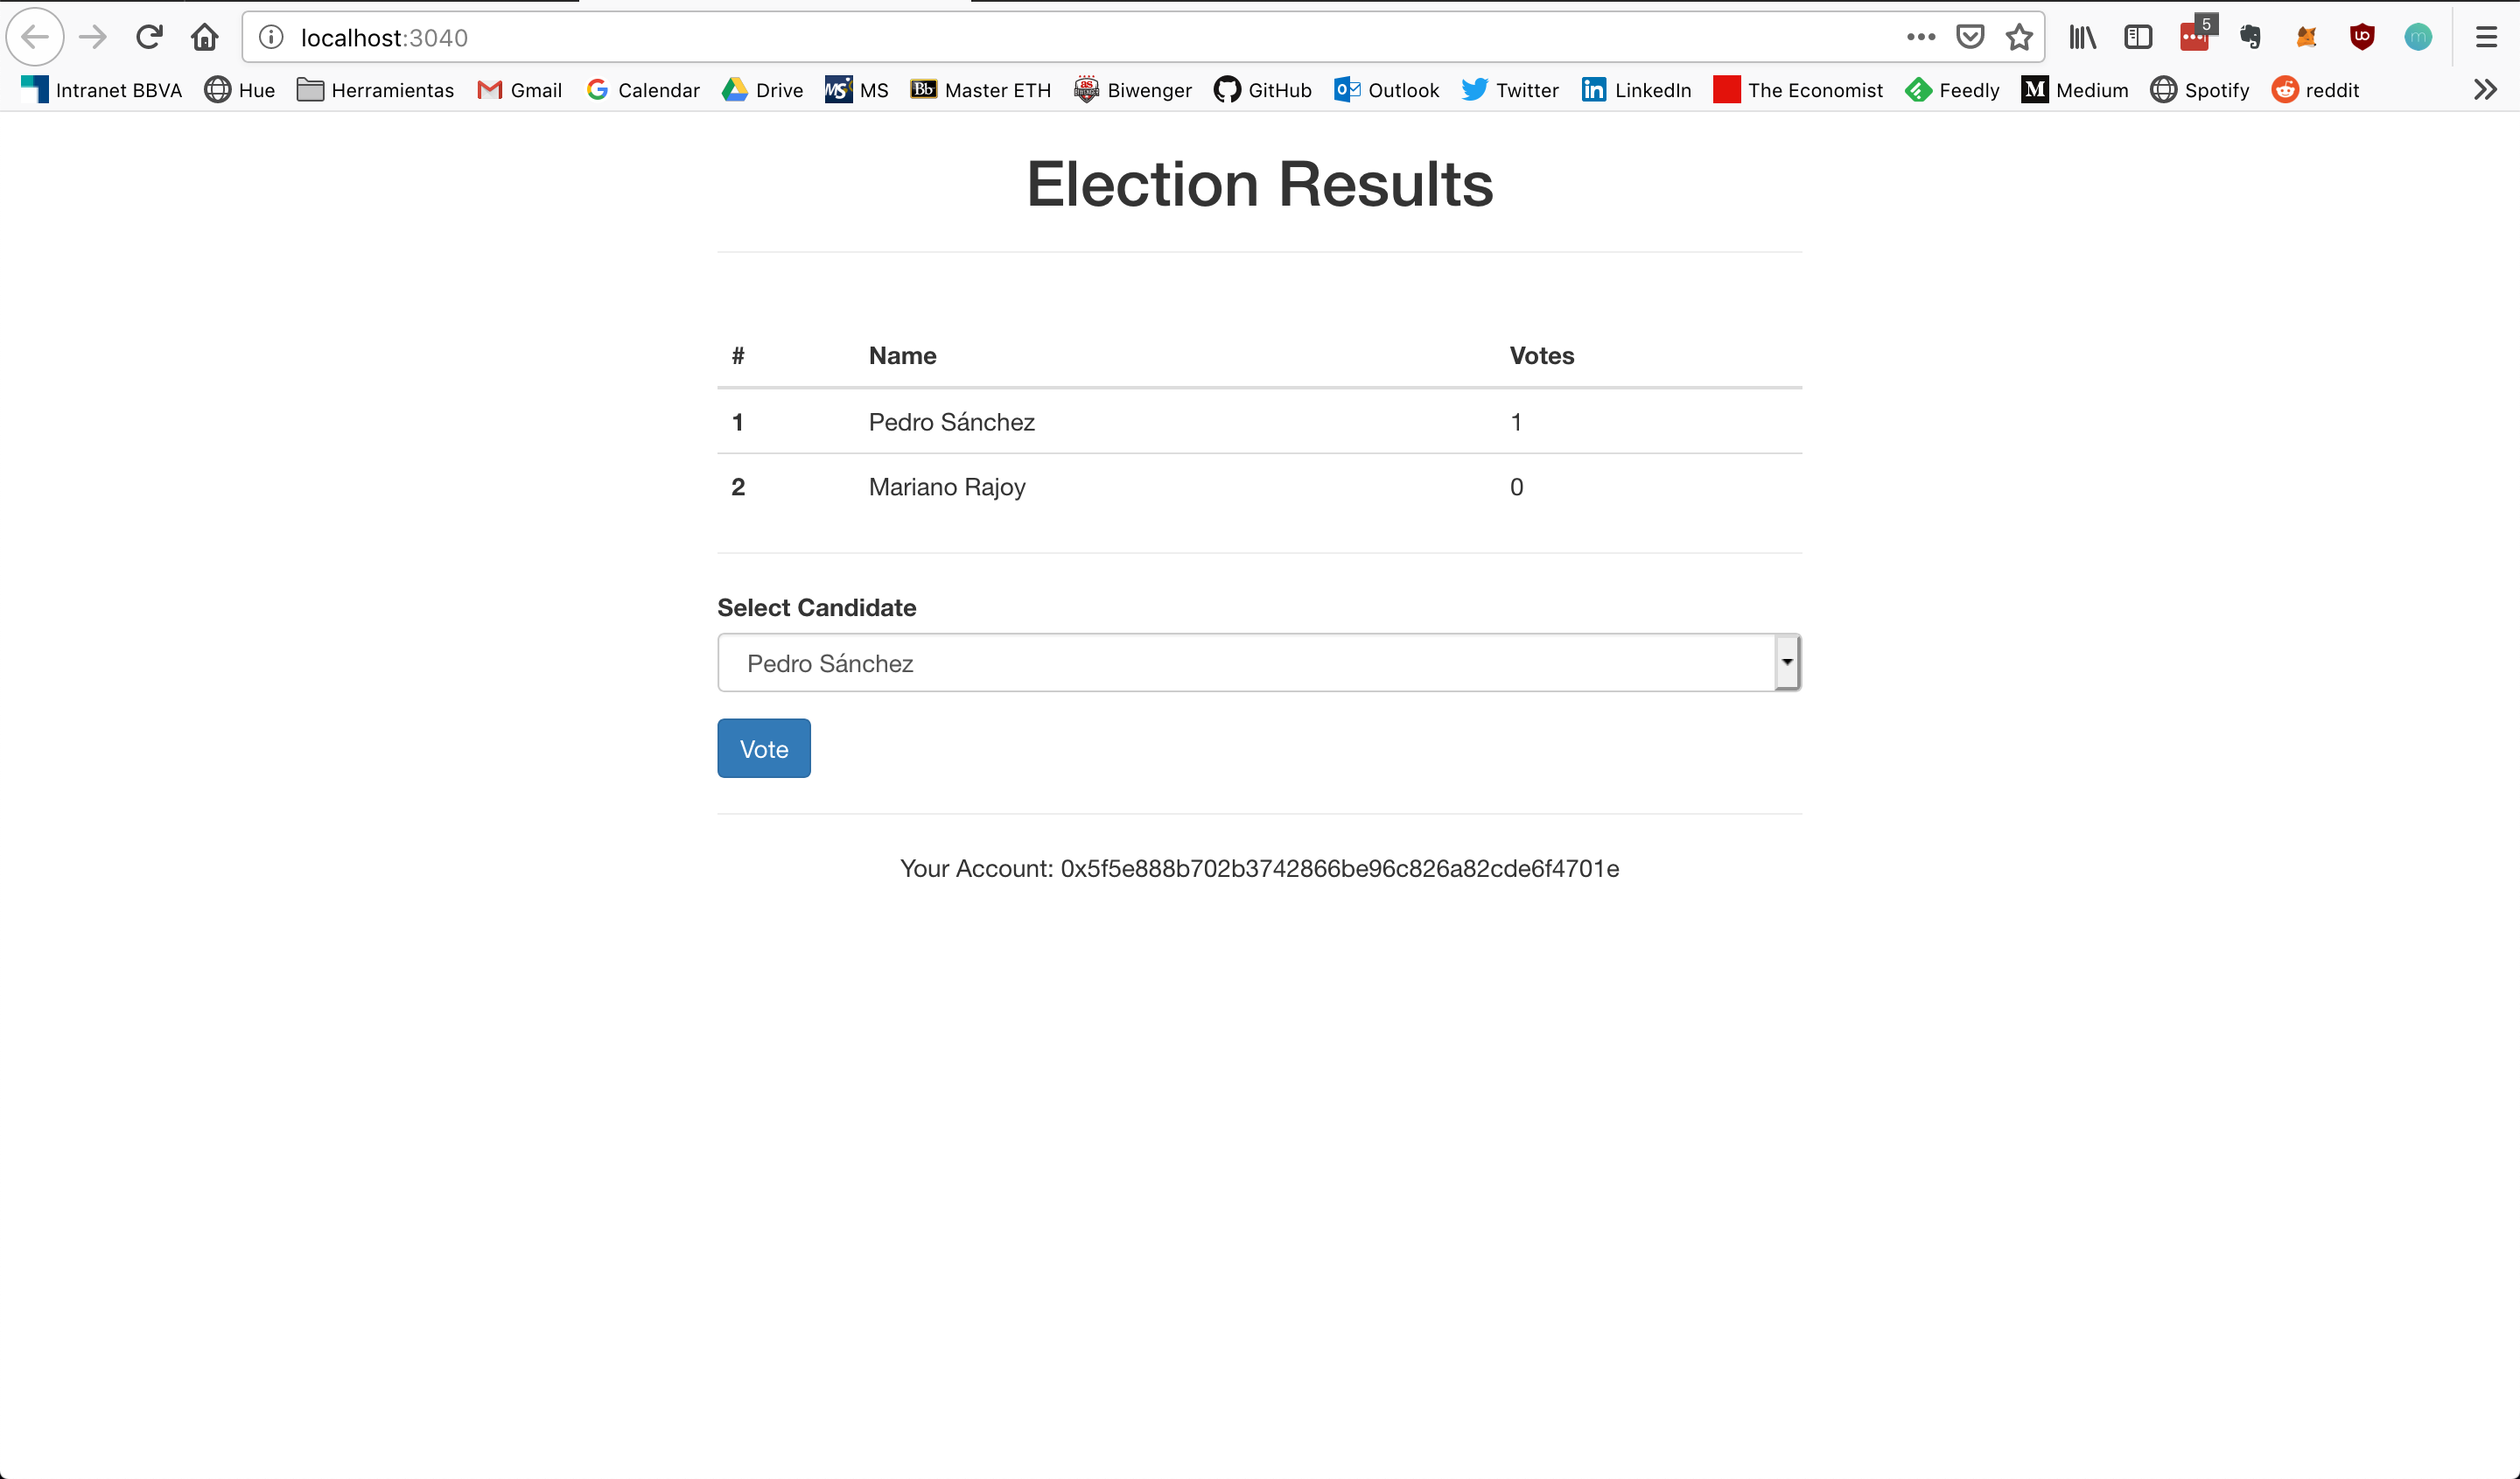 localhost:3040
5
Intranet BBVA Hue Herramientas Gmail Calendar Drive MS MS Bb Master ETH Biwenger GitHub Outlook Twitter LinkedIn The Economist Feedly M Medium Spotify reddit
Election Results
# Name Votes
1 Pedro Sánchez 1
2 Mariano Rajoy 0
Select Candidate
Pedro Sánchez
Vote
Your Account: 0x5f5e888b702b3742866be96c826a82cde6f4701e